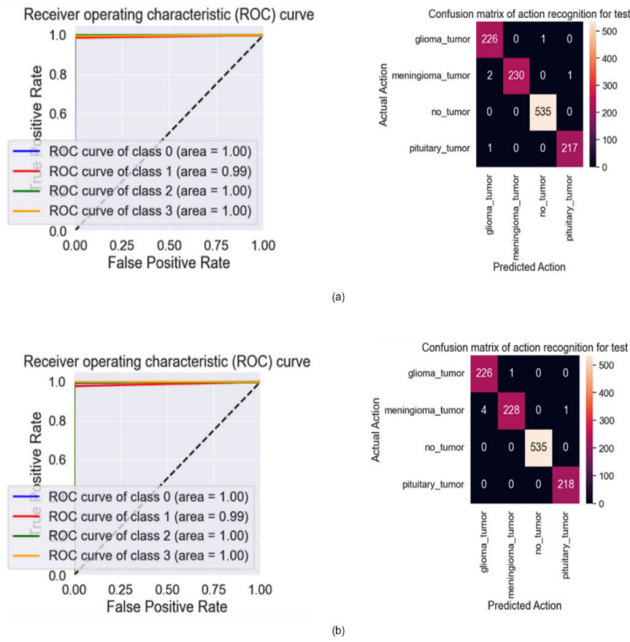 Receiver operating characteristic (ROC) curve
1.0
0.8
0.6
True Positive Rate
ROC curve of class 0 (area = 1.00)
ROC curve of class 1 (area = 0.99)
ROC curve of class 2 (area = 1.00)
ROC curve of class 3 (area = 1.00)
0.0
0.00 0.25 0.50 0.75 1.00
False Positive Rate
Confusion matrix of action recognition for test
Actual Action
glioma_tumor 226 0 1 0
meningioma_tumor 2 230 0 1
no_tumor 0 0 535 0
pituitary_tumor 1 0 0 217
glioma_tumor meningioma_tumor no_tumor pituitary_tumor
Predicted Action
500
400
300
200
100
0
(a)
Receiver operating characteristic (ROC) curve
1.0
0.8
0.6
True Positive Rate
ROC curve of class 0 (area = 1.00)
ROC curve of class 1 (area = 0.99)
ROC curve of class 2 (area = 1.00)
ROC curve of class 3 (area = 1.00)
0.0
0.00 0.25 0.50 0.75 1.00
False Positive Rate
Confusion matrix of action recognition for test
Actual Action
glioma_tumor 226 1 0 0
meningioma_tumor 4 228 0 1
no_tumor 0 0 535 0
pituitary_tumor 0 0 0 218
glioma_tumor meningioma_tumor no_tumor pituitary_tumor
Predicted Action
500
400
300
200
100
0
(b)